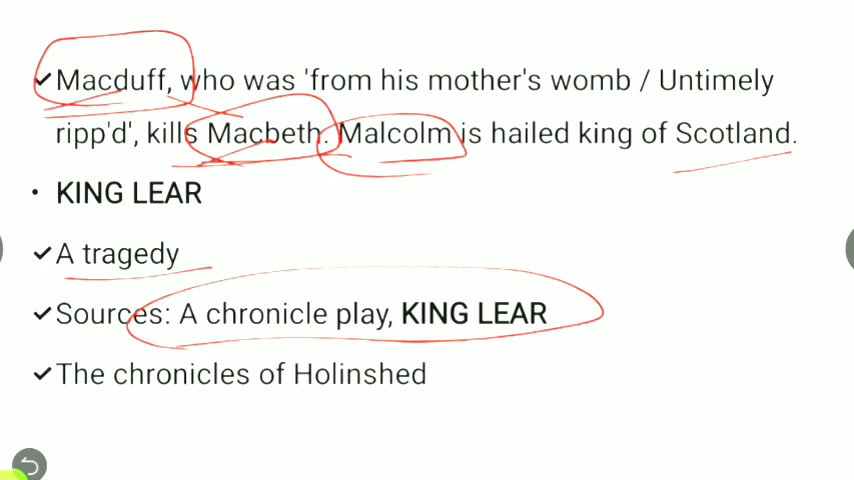 ✓Macduff, who was 'from his mother's womb / Untimely
ripp'd', kills Macbeth. Malcolm is hailed king of Scotland.
• KING LEAR
✓A tragedy
✓Sources: A chronicle play, KING LEAR
✓The chronicles of Holinshed